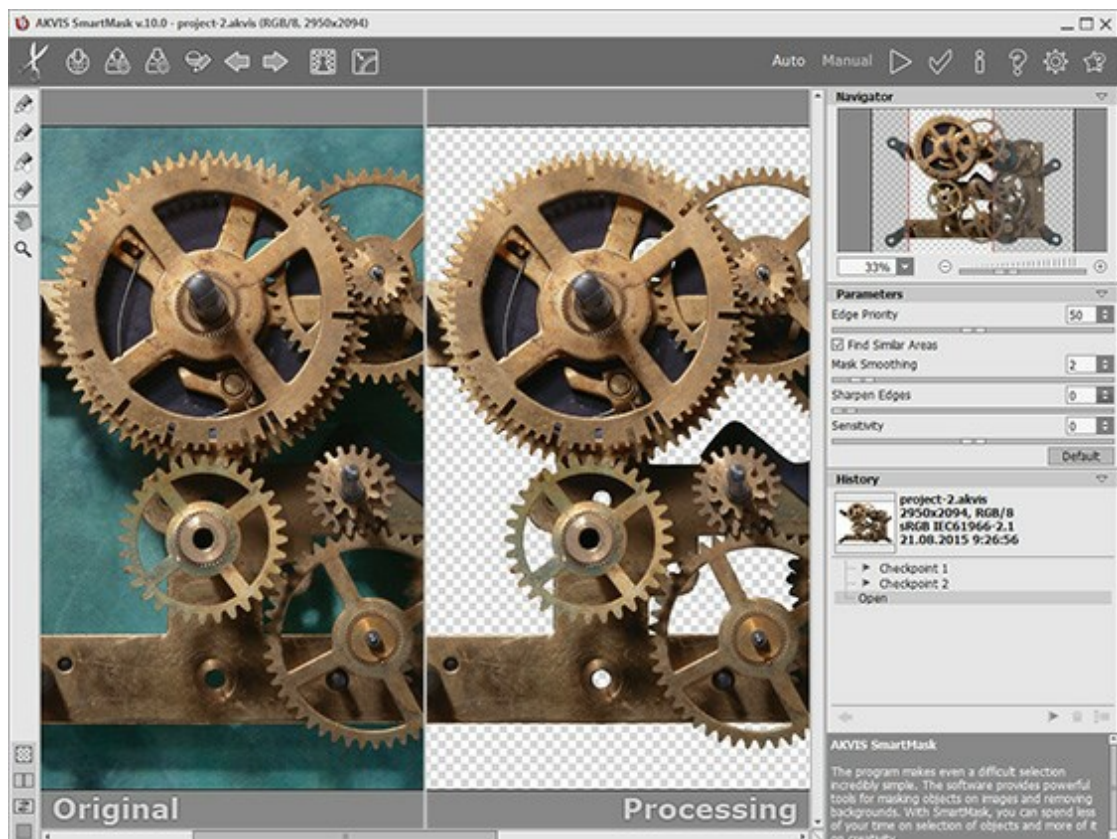 AKVIS SmartMask v.10.0 - project-2.akvis (RGB/8, 2950x2094)
Auto Manual
Navigator
33%
Parameters
Edge Priority 50
Find Similar Areas
Mask Smoothing 2
Sharpen Edges 0
Sensitivity 0
Default
History
project-2.akvis
2950x2094, RGB/8
sRGB IEC61966-2.1
21.08.2015 9:26:56
Checkpoint 1
Checkpoint 2
Open
AKVIS SmartMask
The program makes even a difficult selection
incredibly simple. The software provides powerful
tools for masking objects on images and removing
backgrounds. With SmartMask, you can spend less
of your time on selection of objects and more of it
on creativity.
Original
Processing